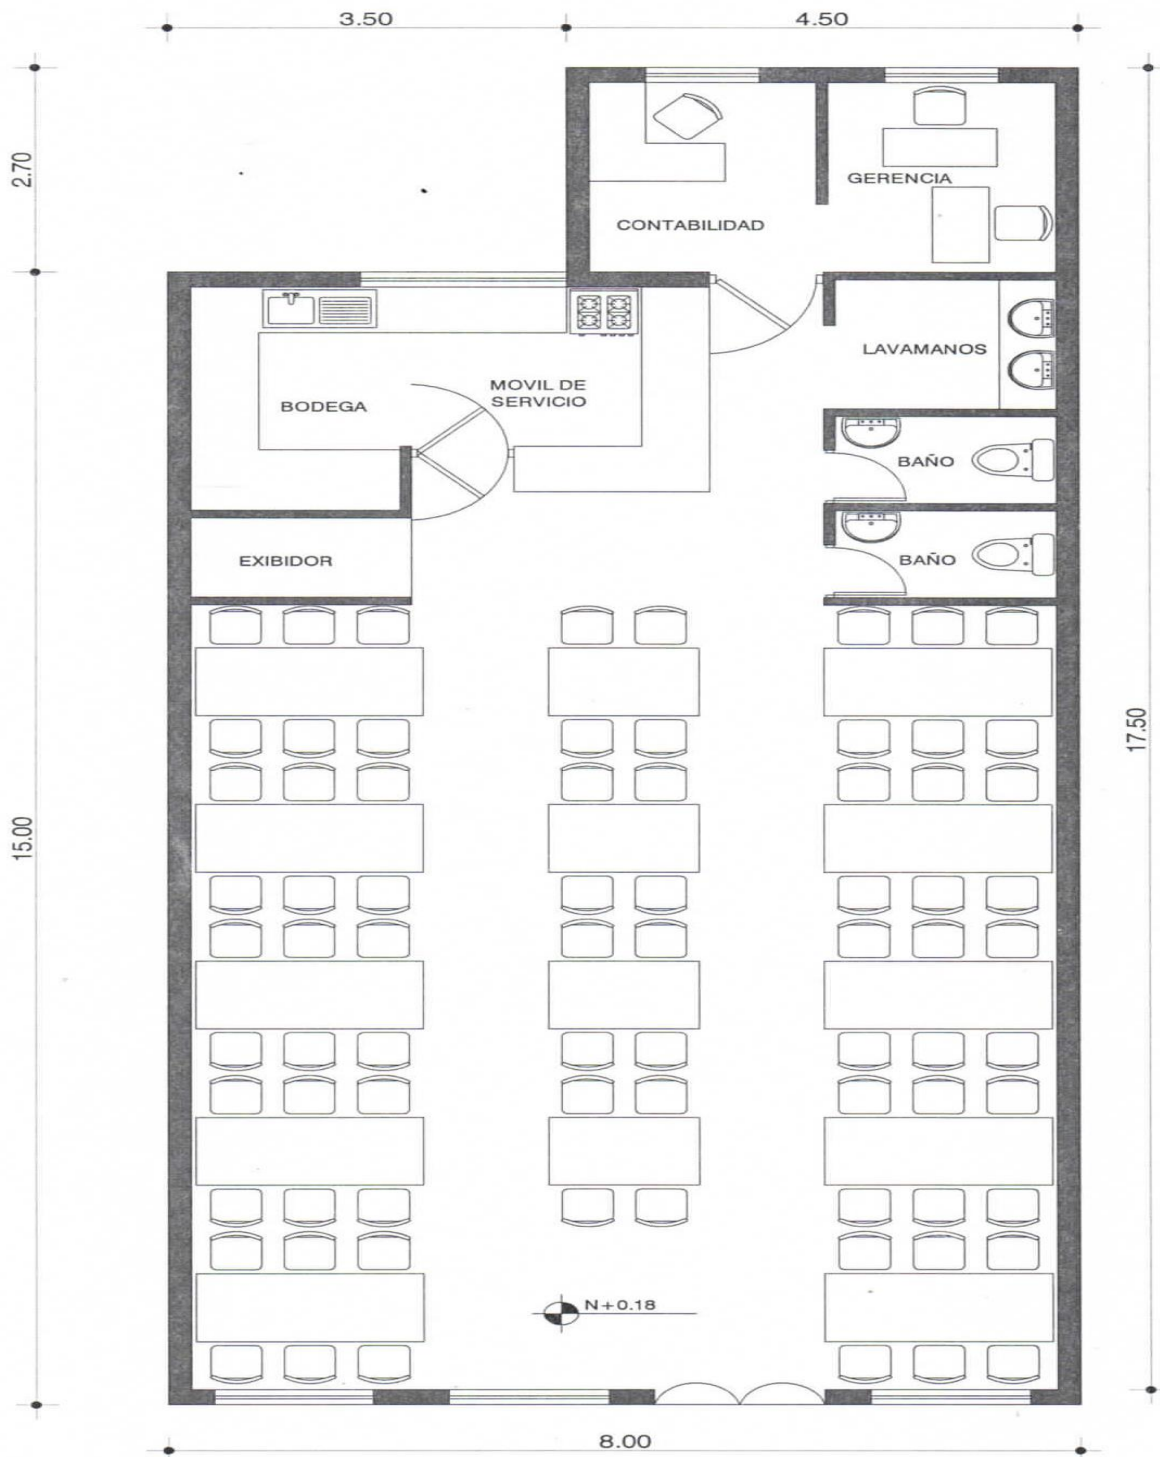 3.50
4.50
2.70
GERENCIA
CONTABILIDAD
LAVAMANOS
MOVIL DE
SERVICIO
BODEGA
BAÑO
EXIBIDOR
BAÑO
17.50
15.00
N+0.18
8.00